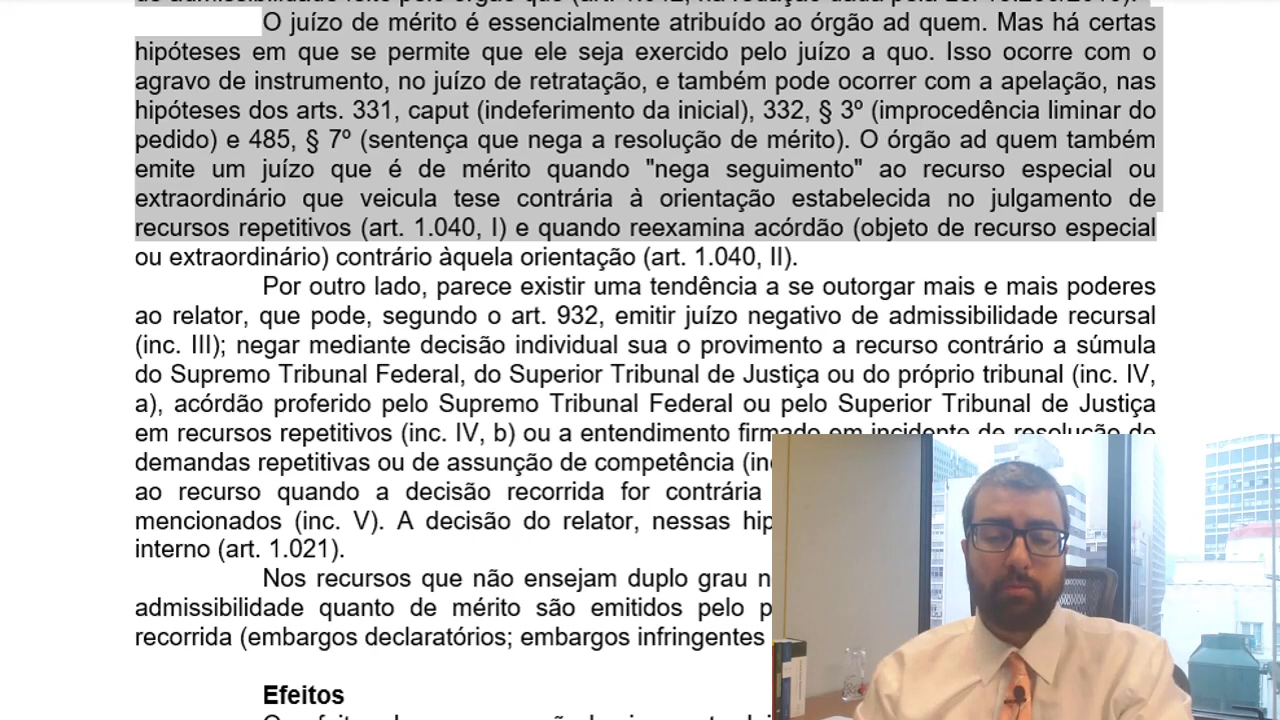 O juízo de mérito é essencialmente atribuído ao órgão ad quem. Mas há certas
hipóteses em que se permite que ele seja exercido pelo juízo a quo. Isso ocorre com o
agravo de instrumento, no juízo de retratação, e também pode ocorrer com a apelação, nas
hipóteses dos arts. 331, caput (indeferimento da inicial), 332, § 3º (improcedência liminar do
pedido) e 485, § 7º (sentença que nega a resolução de mérito). O órgão ad quem também
emite um juízo que é de mérito quando "nega seguimento" ao recurso especial ou
extraordinário que veicula tese contrária à orientação estabelecida no julgamento de
recursos repetitivos (art. 1.040, I) e quando reexamina acórdão (objeto de recurso especial
ou extraordinário) contrário àquela orientação (art. 1.040, II).
Por outro lado, parece existir uma tendência a se outorgar mais e mais poderes
ao relator, que pode, segundo o art. 932, emitir juízo negativo de admissibilidade recursal
(inc. III); negar mediante decisão individual sua o provimento a recurso contrário a súmula
do Supremo Tribunal Federal, do Superior Tribunal de Justiça ou do próprio tribunal (inc. IV,
a), acórdão proferido pelo Supremo Tribunal Federal ou pelo Superior Tribunal de Justiça
em recursos repetitivos (inc. IV, b) ou a entendimento firmado em incidente de resolução de
demandas repetitivas ou de assunção de competência
ao recurso quando a decisão recorrida for contrária
mencionados (inc. V). A decisão do relator, nessas
interno (art. 1.021).
Nos recursos que não ensejam duplo grau
admissibilidade quanto de mérito são emitidos pelo
recorrida (embargos declaratórios; embargos infringentes
Efeitos